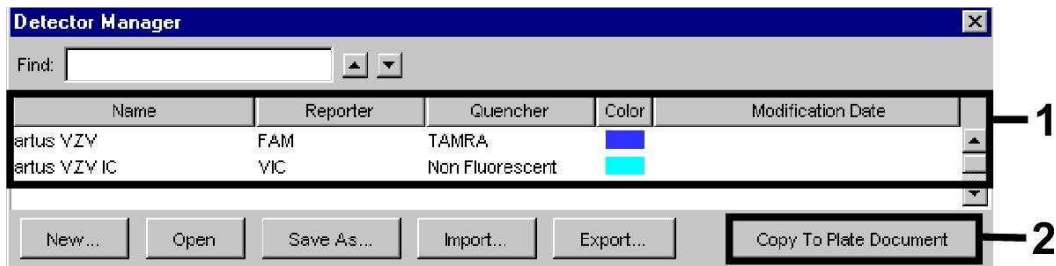 Detector Manager
Find:
Name Reporter Quencher Color Modification Date
artus VZV FAM TAMRA
artus VZV IC VIC Non Fluorescent
New... Open Save As... Import... Export... Copy To Plate Document
1
2